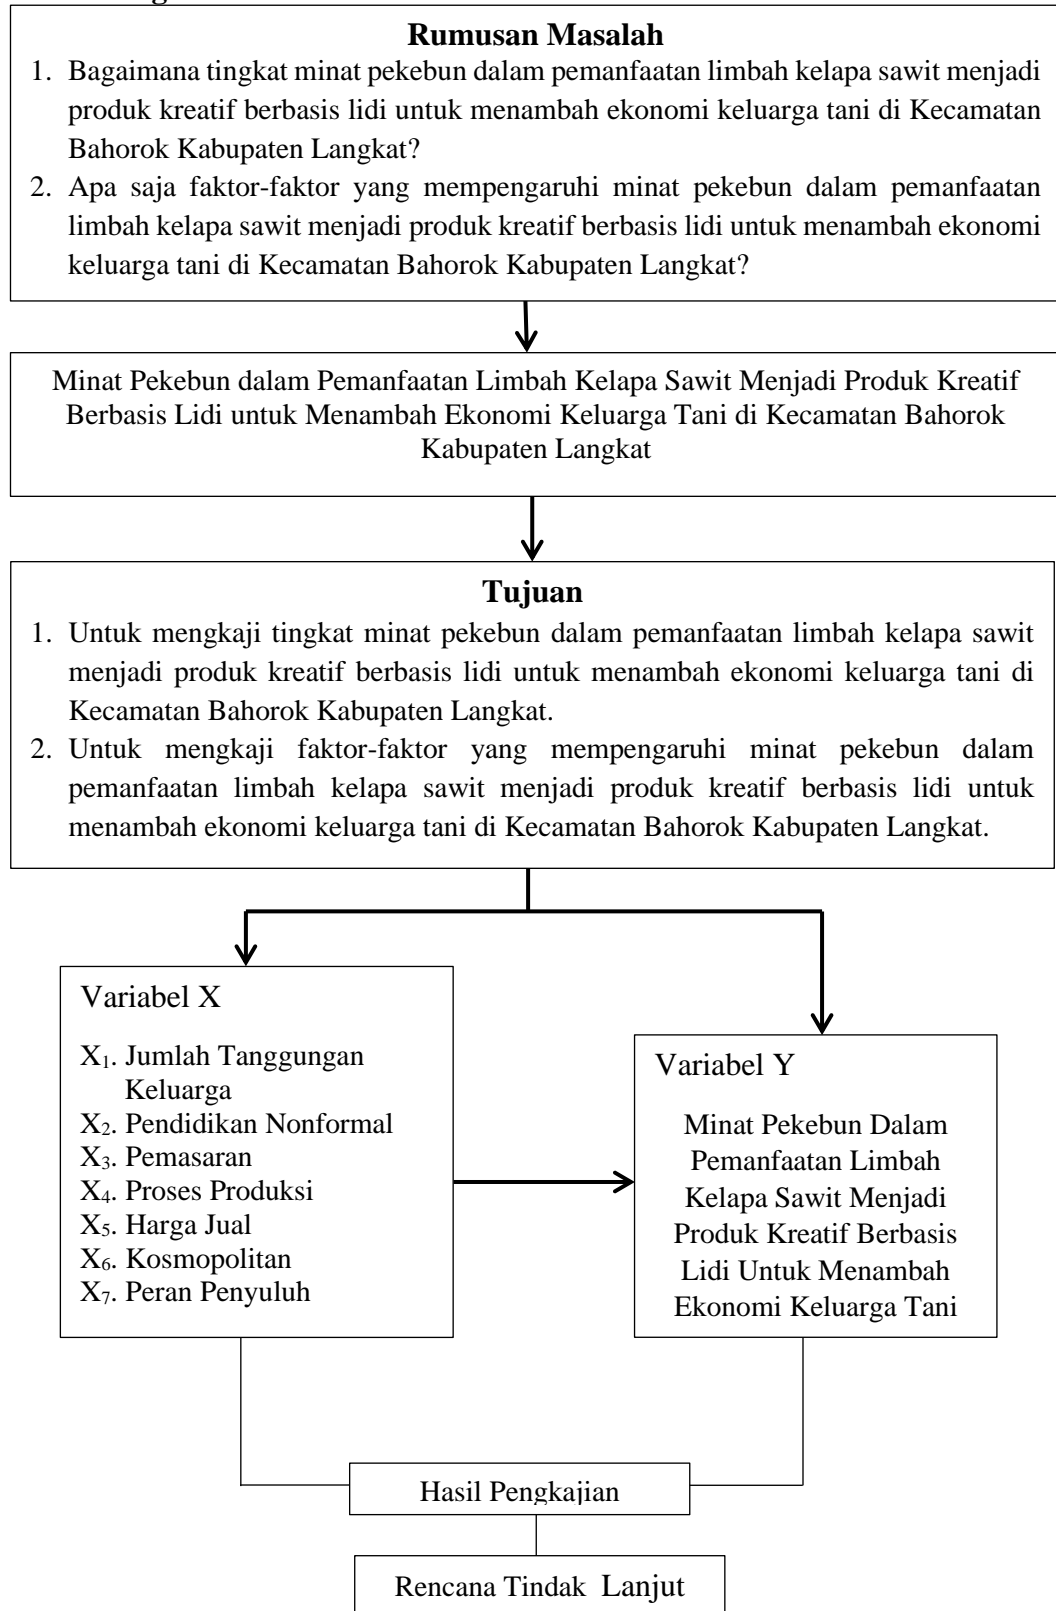 Rumusan Masalah
1. Bagaimana tingkat minat pekebun dalam pemanfaatan limbah kelapa sawit menjadi
produk kreatif berbasis lidi untuk menambah ekonomi keluarga tani di Kecamatan
Bahorok Kabupaten Langkat?
2. Apa saja faktor-faktor yang mempengaruhi minat pekebun dalam pemanfaatan
limbah kelapa sawit menjadi produk kreatif berbasis lidi untuk menambah ekonomi
keluarga tani di Kecamatan Bahorok Kabupaten Langkat?
Minat Pekebun dalam Pemanfaatan Limbah Kelapa Sawit Menjadi Produk Kreatif
Berbasis Lidi untuk Menambah Ekonomi Keluarga Tani di Kecamatan Bahorok
Kabupaten Langkat
Tujuan
1. Untuk mengkaji tingkat minat pekebun dalam pemanfaatan limbah kelapa sawit
menjadi produk kreatif berbasis lidi untuk menambah ekonomi keluarga tani di
Kecamatan Bahorok Kabupaten Langkat.
2. Untuk mengkaji faktor-faktor yang mempengaruhi minat pekebun dalam
pemanfaatan limbah kelapa sawit menjadi produk kreatif berbasis lidi untuk
menambah ekonomi keluarga tani di Kecamatan Bahorok Kabupaten Langkat.
Variabel X
X₁. Jumlah Tanggungan
Keluarga
X₂. Pendidikan Nonformal
X₃. Pemasaran
X₄. Proses Produksi
X₅. Harga Jual
X₆. Kosmopolitan
X₇. Peran Penyuluh
Variabel Y
Minat Pekebun Dalam
Pemanfaatan Limbah
Kelapa Sawit Menjadi
Produk Kreatif Berbasis
Lidi Untuk Menambah
Ekonomi Keluarga Tani
Hasil Pengkajian
Rencana Tindak Lanjut